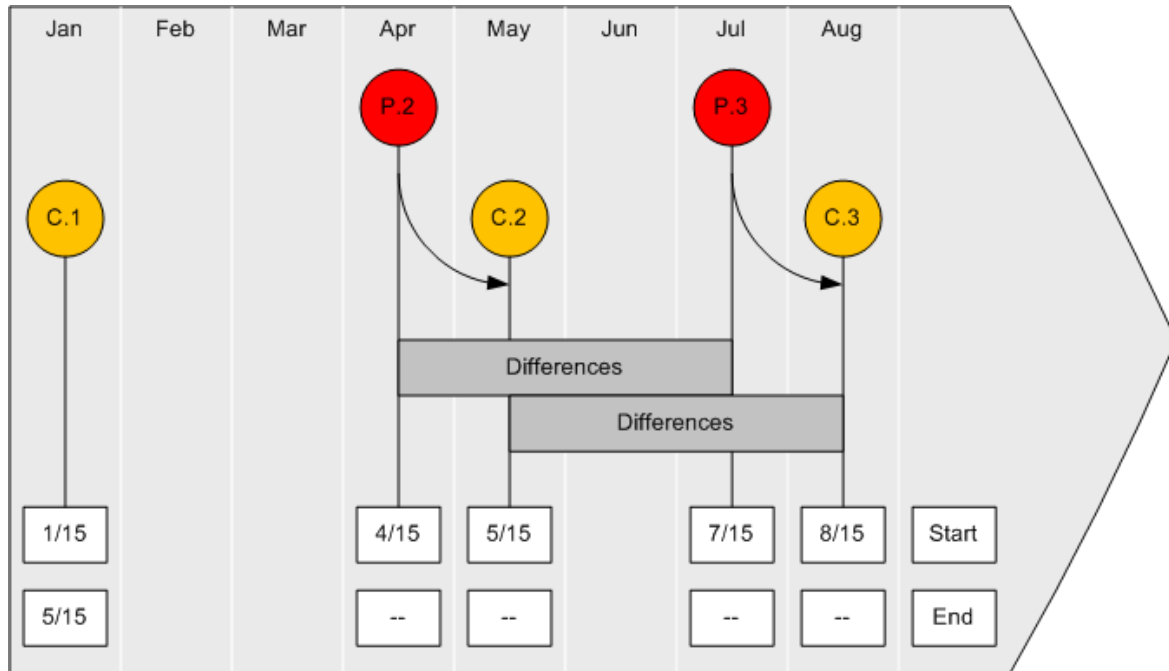 Jan Feb Mar Apr May Jun Jul Aug
P.2 P.3
C.1 C.2 C.3
Differences
Differences
1/15 4/15 5/15 7/15 8/15 Start
5/15 -- -- -- -- End